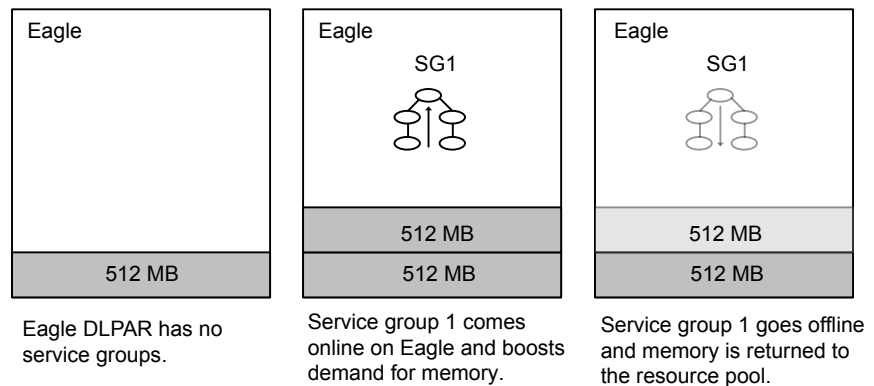 Eagle
512 MB
Eagle DLPAR has no
service groups.
Eagle
SG1
512 MB
512 MB
Service group 1 comes
online on Eagle and boosts
demand for memory.
Eagle
SG1
512 MB
512 MB
Service group 1 goes offline
and memory is returned to
the resource pool.